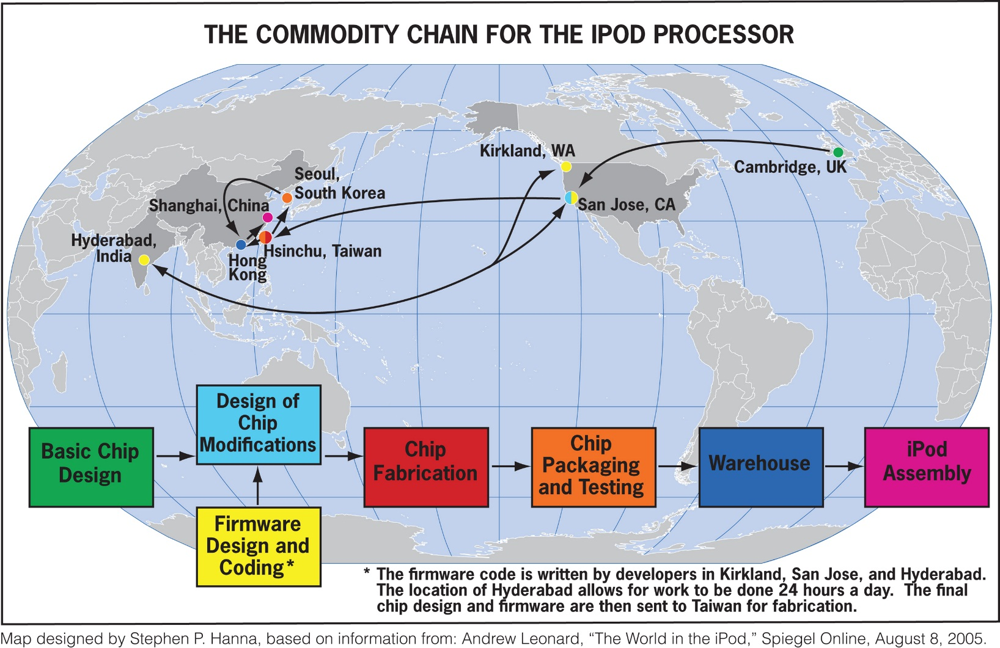 THE COMMODITY CHAIN FOR THE IPOD PROCESSOR
Kirkland, WA
Cambridge, UK
Seoul,
South Korea
Shanghai, China
San Jose, CA
Hyderabad,
India
Hsinchu, Taiwan
Hong
Kong
Basic Chip
Design
Design of
Chip
Modifications
Firmware
Design and
Coding*
Chip
Fabrication
Chip
Packaging
and Testing
Warehouse
iPod
Assembly
* The firmware code is written by developers in Kirkland, San Jose, and Hyderabad.
The location of Hyderabad allows for work to be done 24 hours a day. The final
chip design and firmware are then sent to Taiwan for fabrication.
Map designed by Stephen P. Hanna, based on information from: Andrew Leonard, “The World in the iPod,” Spiegel Online, August 8, 2005.